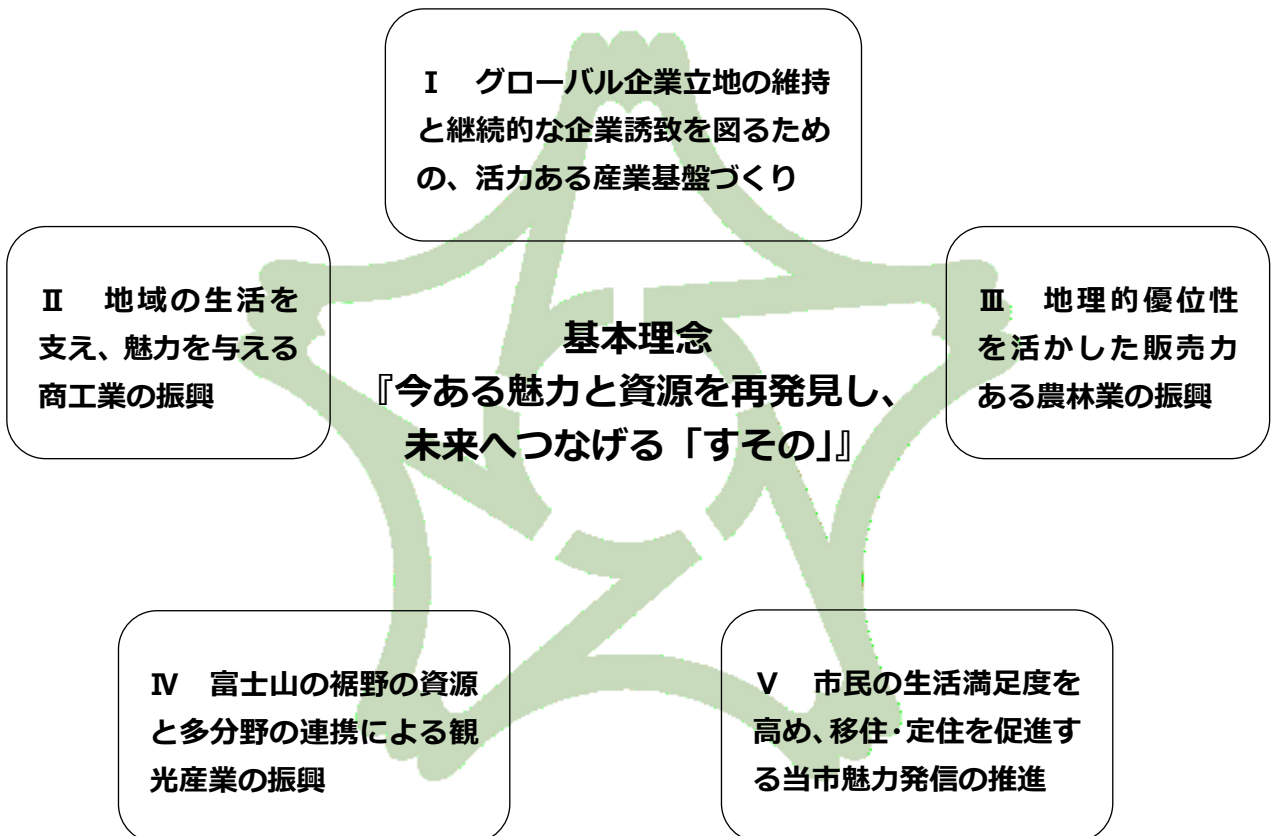 Ⅰ　グローバル企業立地の維持
と継続的な企業誘致を図るため
の、活力ある産業基盤づくり
Ⅱ　地域の生活を
支え、魅力を与える
商工業の振興
基本理念
『今ある魅力と資源を再発見し、
未来へつなげる「すその」』
Ⅲ　地理的優位性
を活かした販売力
ある農林業の振興
Ⅳ　富士山の裾野の資源
と多分野の連携による観
光産業の振興
Ⅴ　市民の生活満足度を
高め、移住・定住を促進す
る当市魅力発信の推進